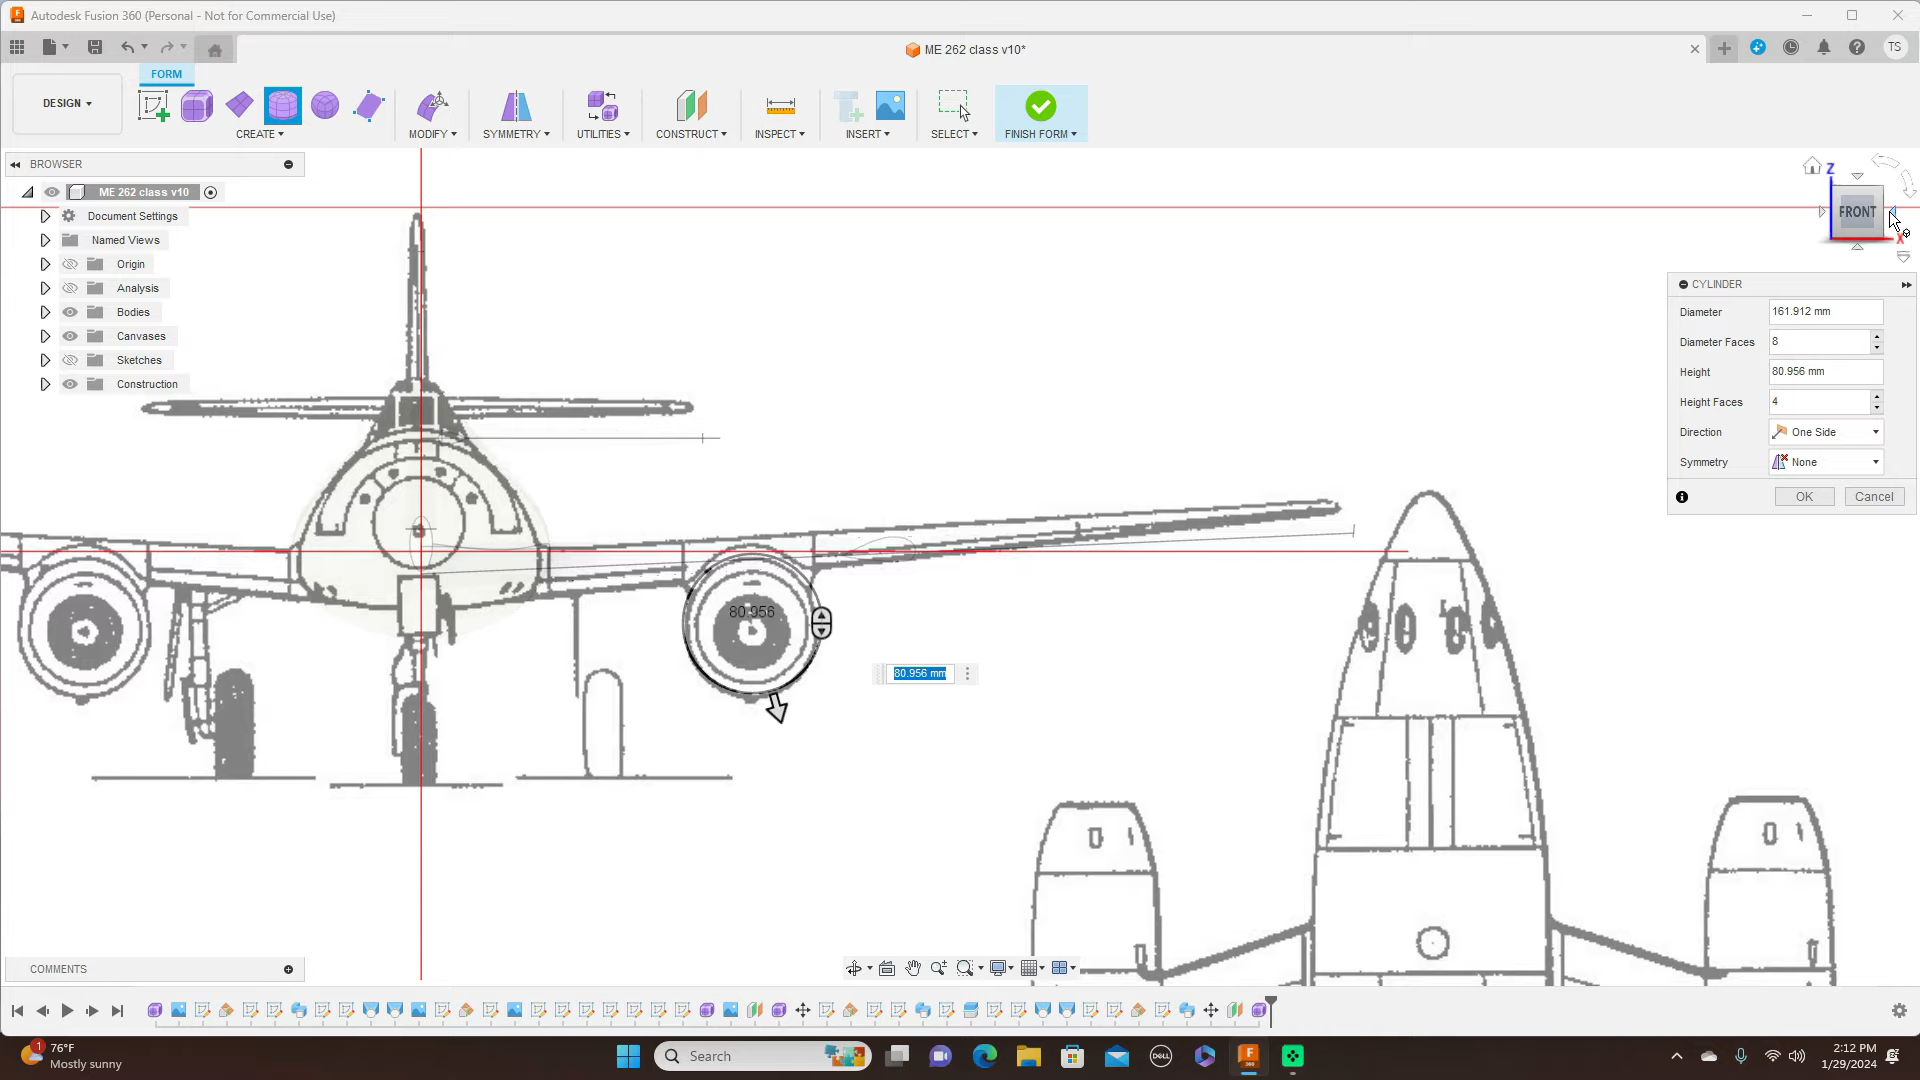 Autodesk Fusion 360 (Personal - Not for Commercial Use)
ME 262 class v10*
TS
FORM
DESIGN
CREATE
MODIFY
SYMMETRY
UTILITIES
CONSTRUCT
INSPECT
INSERT
SELECT
FINISH FORM
BROWSER
ME 262 class v10
Document Settings
Named Views
Origin
Analysis
Bodies
Canvases
Sketches
Construction
Z
FRONT
X
CYLINDER
Diameter 161.912 mm
Diameter Faces 8
Height 80.956 mm
Height Faces 4
Direction One Side
Symmetry None
OK Cancel
80.956
80.956 mm
COMMENTS
1
76°F
Mostly sunny
Search
DELL
F
360
2:12 PM
1/29/2024